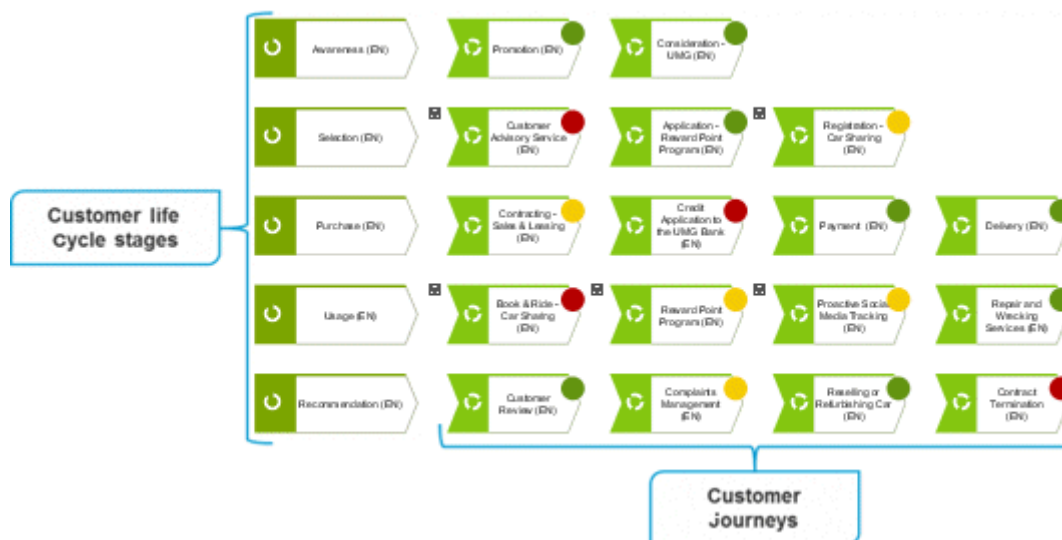 Awareness (EN)
Promotion (EN)
Consideration -
UMG (EN)
Selection (EN)
Customer
Advisory Service
(EN)
Application -
Reward Point
Program (EN)
Registration -
Car Sharing
(EN)
Customer life
Cycle stages
Purchase (EN)
Contracting -
Sales & Leasing
(EN)
Credit
Application to
the UMG Bank
(EN)
Payment (EN)
Delivery (EN)
Usage (EN)
Book & Ride -
Car Sharing
(EN)
Reward Point
Program (EN)
Proactive Social
Media Tracking
(EN)
Repair and
Wrecking
Services (EN)
Recommendation (EN)
Customer
Review (EN)
Complaints
Management
(EN)
Reselling or
Refurbishing Car
(EN)
Contract
Termination
(EN)
Customer
Journeys